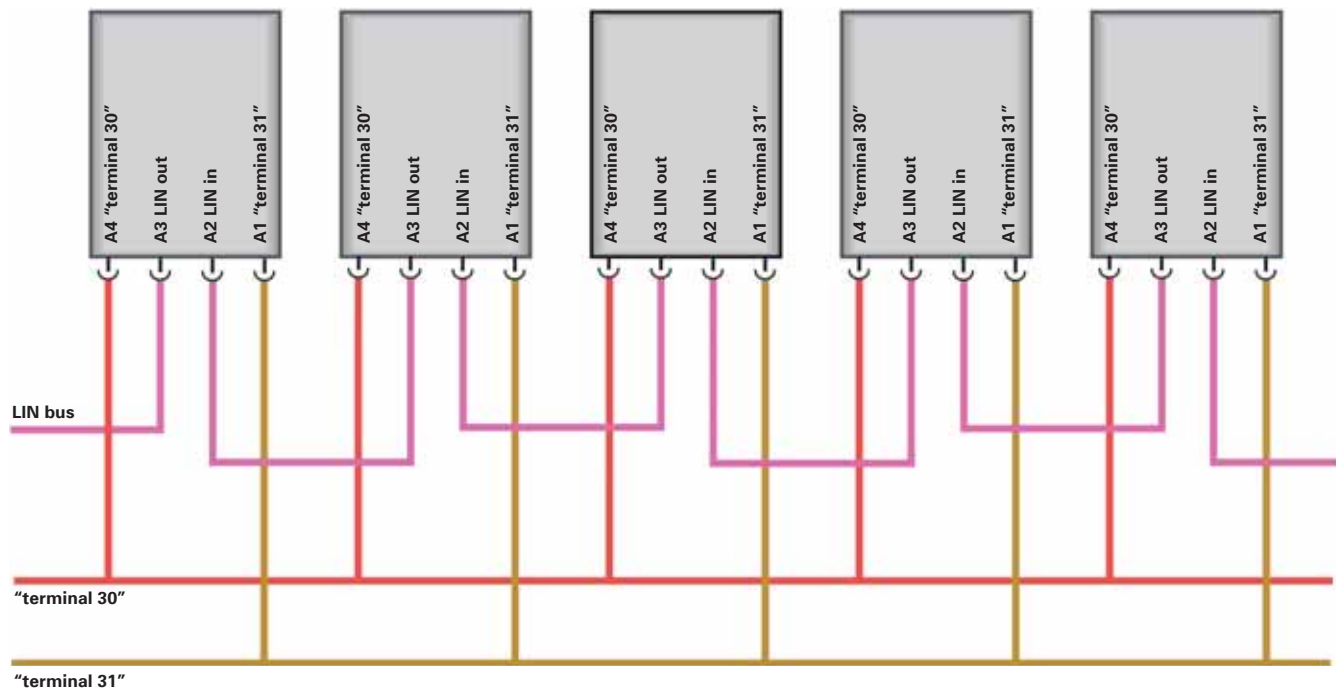 A4 “terminal 30”
A3 LIN out
A2 LIN in
A1 “terminal 31”
A4 “terminal 30”
A3 LIN out
A2 LIN in
A1 “terminal 31”
A4 “terminal 30”
A3 LIN out
A2 LIN in
A1 “terminal 31”
A4 “terminal 30”
A3 LIN out
A2 LIN in
A1 “terminal 31”
A4 “terminal 30”
A3 LIN out
A2 LIN in
A1 “terminal 31”
LIN bus
“terminal 30”
“terminal 31”